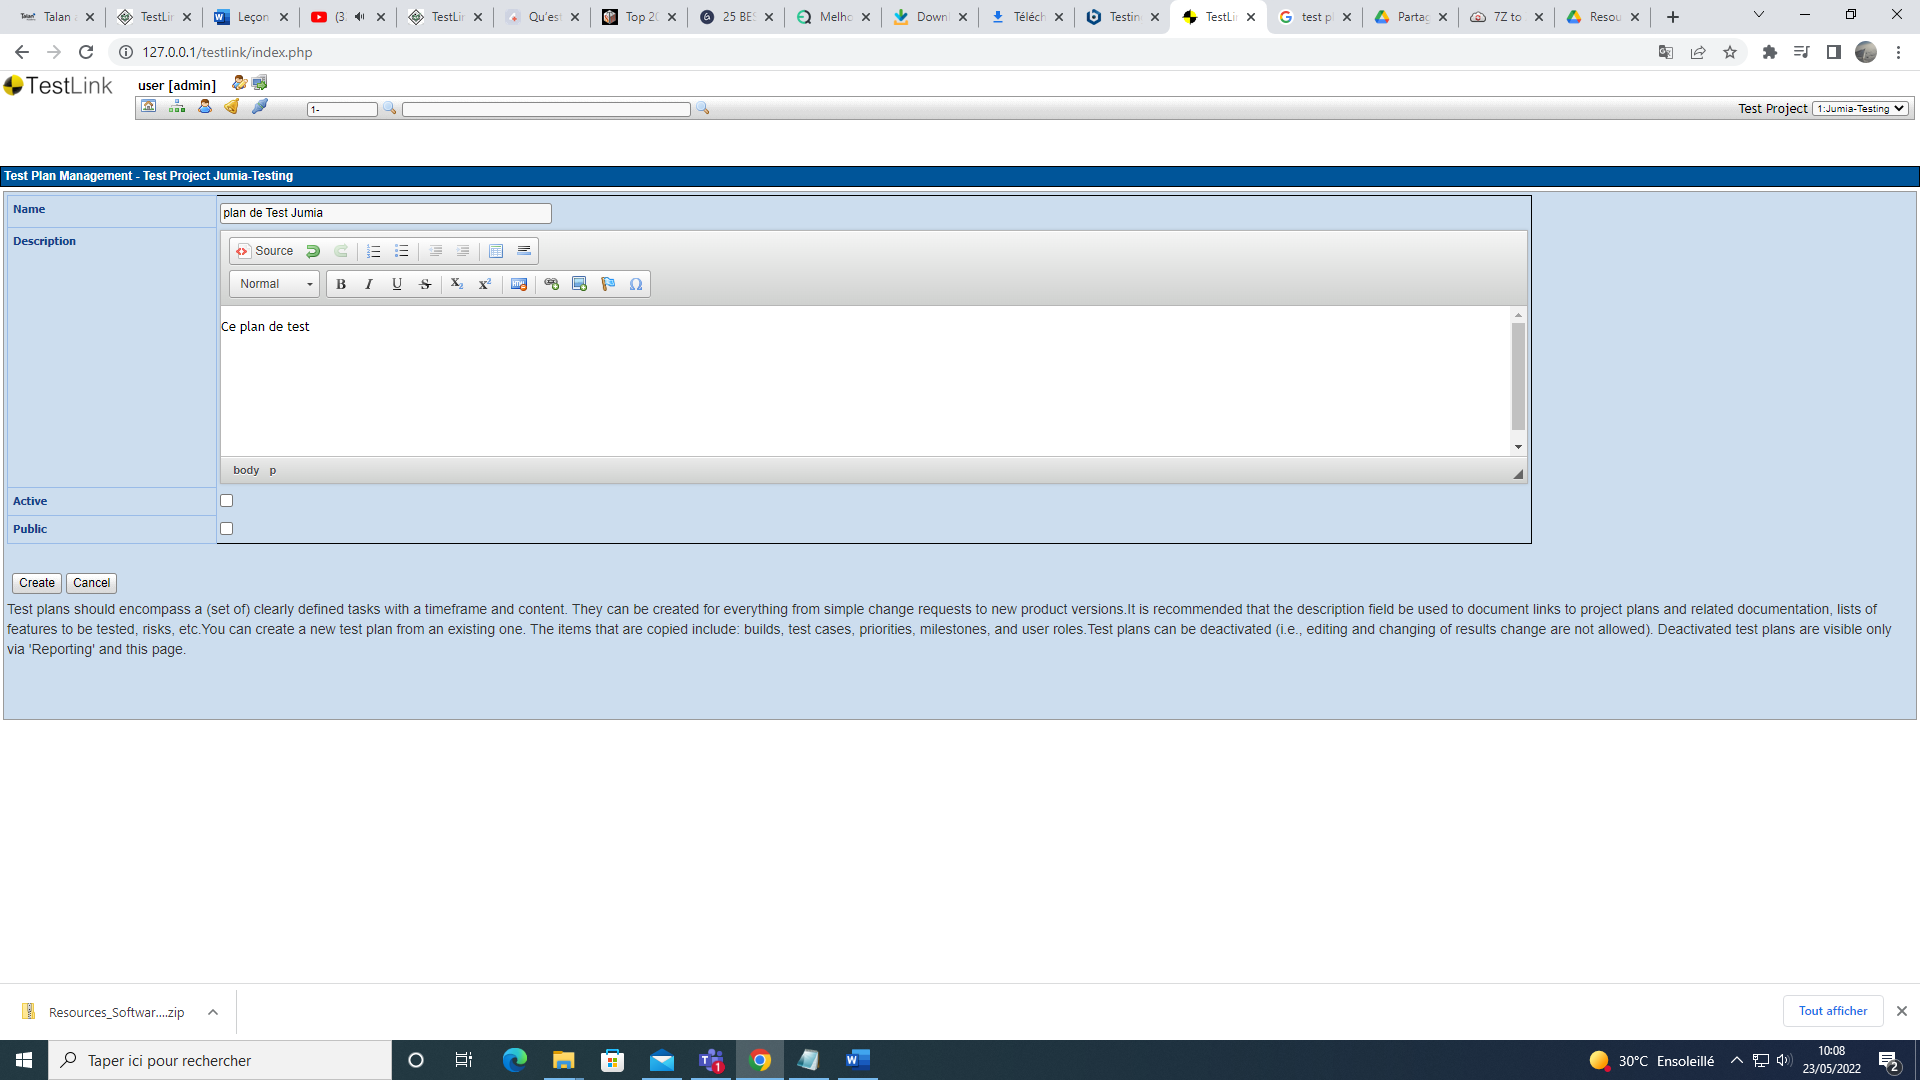 Talan
TestLi
Leçon
(3.
TestLi
Qu'est
Top 20
25 BES
Melho
Downl
Téléch
Testin
TestLi
test p
Partag
7Z to
Resou
127.0.0.1/testlink/index.php
TestLink
user [admin]
1-
Test Project 1:Jumia-Testing
Test Plan Management - Test Project Jumia-Testing
Name
plan de Test Jumia
Description
Source
Normal
B I U S X2 X2 Ω
Ce plan de test
body p
Active
Public
Create Cancel
Test plans should encompass a (set of) clearly defined tasks with a timeframe and content. They can be created for everything from simple change requests to new product versions.It is recommended that the description field be used to document links to project plans and related documentation, lists of
features to be tested, risks, etc.You can create a new test plan from an existing one. The items that are copied include: builds, test cases, priorities, milestones, and user roles.Test plans can be deactivated (i.e., editing and changing of results change are not allowed). Deactivated test plans are visible only
via 'Reporting' and this page.
Resources_Softwar....zip
Tout afficher
Taper ici pour rechercher
1
30°C Ensoleillé
10:08
23/05/2022
2